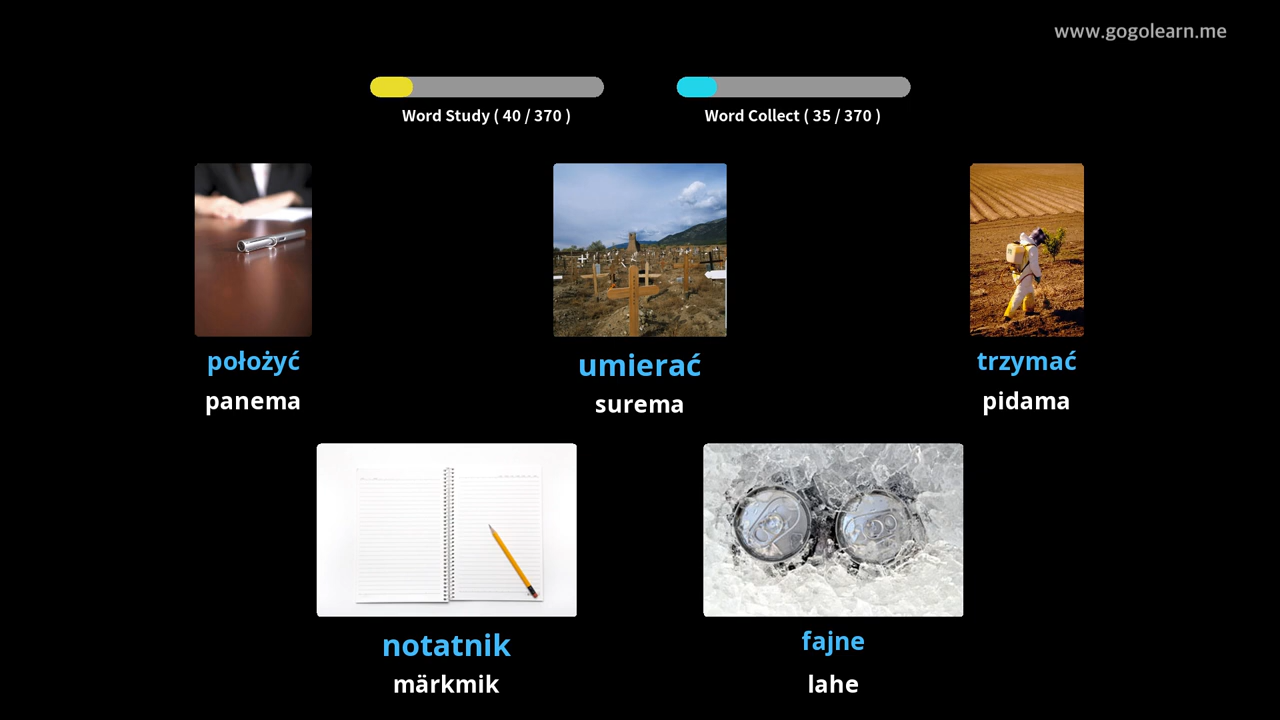 www.gogolearn.me
Word Study ( 40 / 370 )
Word Collect ( 35 / 370 )
położyć
panema
umierać
surema
trzymać
pidama
notatnik
märkmik
fajne
lahe